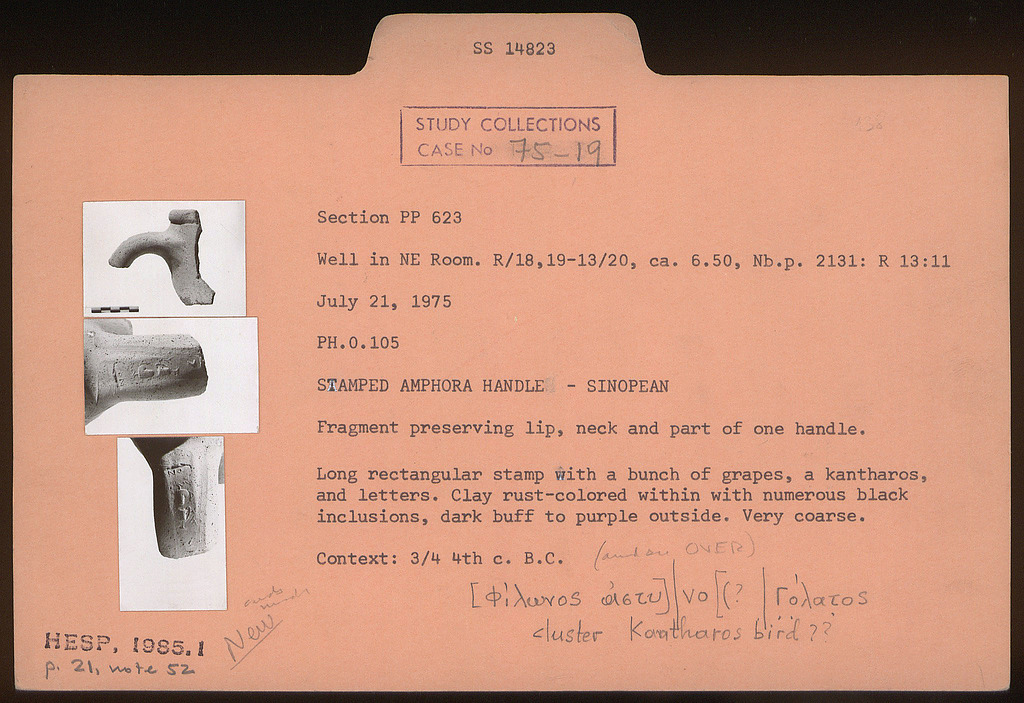 SS 14823
STUDY COLLECTIONS
CASE No 75-19
Section PP 623
Well in NE Room. R/18,19-13/20, ca. 6.50, Nb.p. 2131: R 13:11
July 21, 1975
PH.0.105
STAMPED AMPHORA HANDLE - SINOPEAN
Fragment preserving lip, neck and part of one handle.
Long rectangular stamp with a bunch of grapes, a kantharos,
and letters. Clay rust-colored within with numerous black
inclusions, dark buff to purple outside. Very coarse.
Context: 3/4 4th c. B.C. (and see OVER)
[Φίλωνος ἀστυ]|νο[(? | Γόλατος
cluster Kantharos bird??
New
HESP, 1985.1
p. 21, note 52